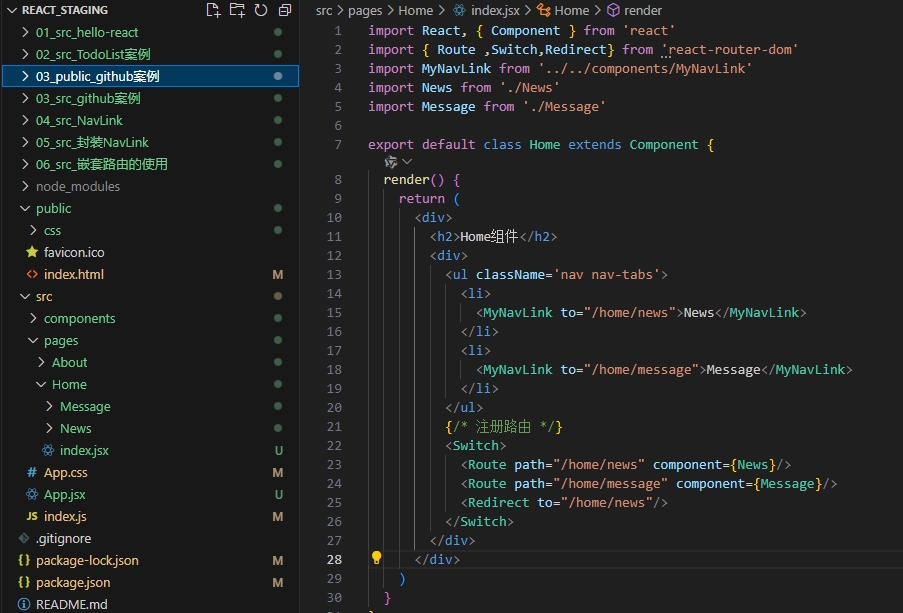 REACT_STAGING
01_src_hello-react
02_src_TodoList案例
03_public_github案例
03_src_github案例
04_src_NavLink
05_src_封装NavLink
06_src_嵌套路由的使用
node_modules
public
css
favicon.ico
index.html M
src
components
pages
About
Home
Message
News
index.jsx U
App.css M
App.jsx U
index.js M
.gitignore
package-lock.json M
package.json M
README.md
src > pages > Home > index.jsx > Home > render
1 import React, { Component } from 'react'
2 import { Route ,Switch,Redirect} from 'react-router-dom'
3 import MyNavLink from '../../components/MyNavLink'
4 import News from './News'
5 import Message from './Message'
6
7 export default class Home extends Component {
8 render() {
9 return (
10 <div>
11 <h2>Home组件</h2>
12 <div>
13 <ul className='nav nav-tabs'>
14 <li>
15 <MyNavLink to="/home/news">News</MyNavLink>
16 </li>
17 <li>
18 <MyNavLink to="/home/message">Message</MyNavLink>
19 </li>
20 </ul>
21 {/* 注册路由 */}
22 <Switch>
23 <Route path="/home/news" component={News}/>
24 <Route path="/home/message" component={Message}/>
25 <Redirect to="/home/news"/>
26 </Switch>
27 </div>
28 </div>
29 )
30 }